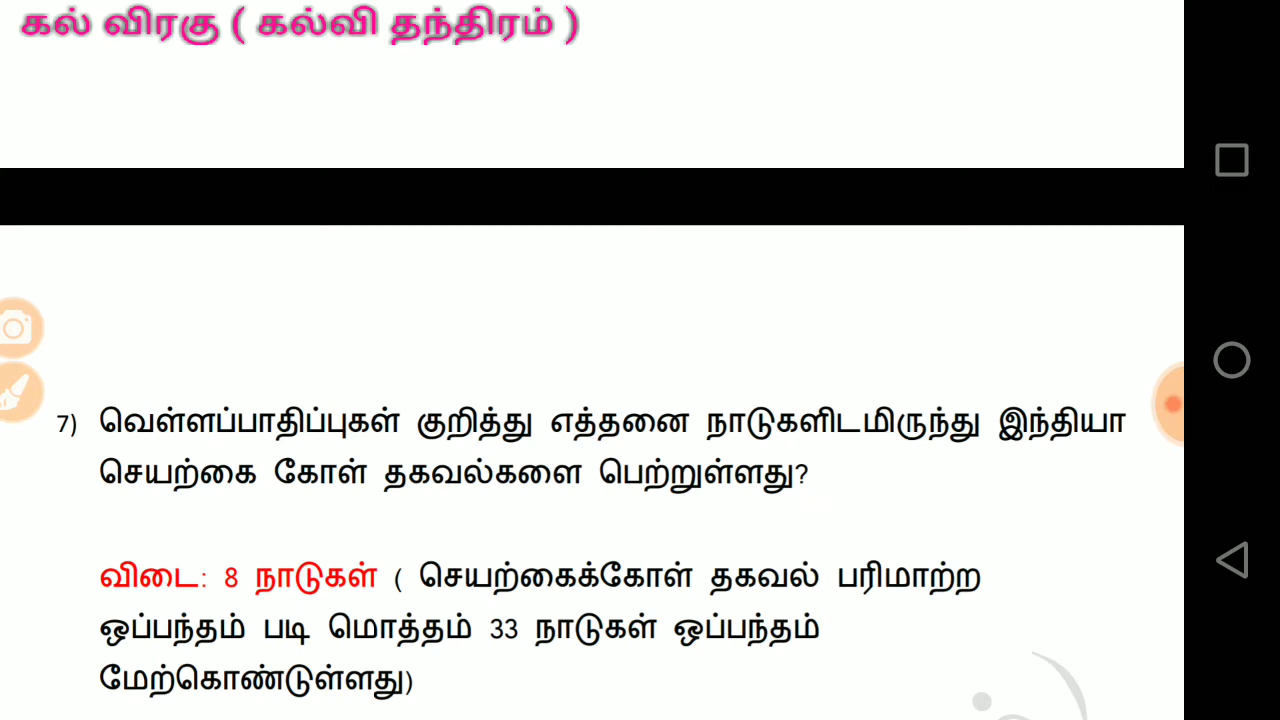 கல் விரகு ( கல்வி தந்திரம் )
7) வெள்ளப்பாதிப்புகள் குறித்து எத்தனை நாடுகளிடமிருந்து இந்தியா
செயற்கை கோள் தகவல்களை பெற்றுள்ளது?
விடை: 8 நாடுகள் ( செயற்கைக்கோள் தகவல் பரிமாற்ற
ஒப்பந்தம் படி மொத்தம் 33 நாடுகள் ஒப்பந்தம்
மேற்கொண்டுள்ளது)